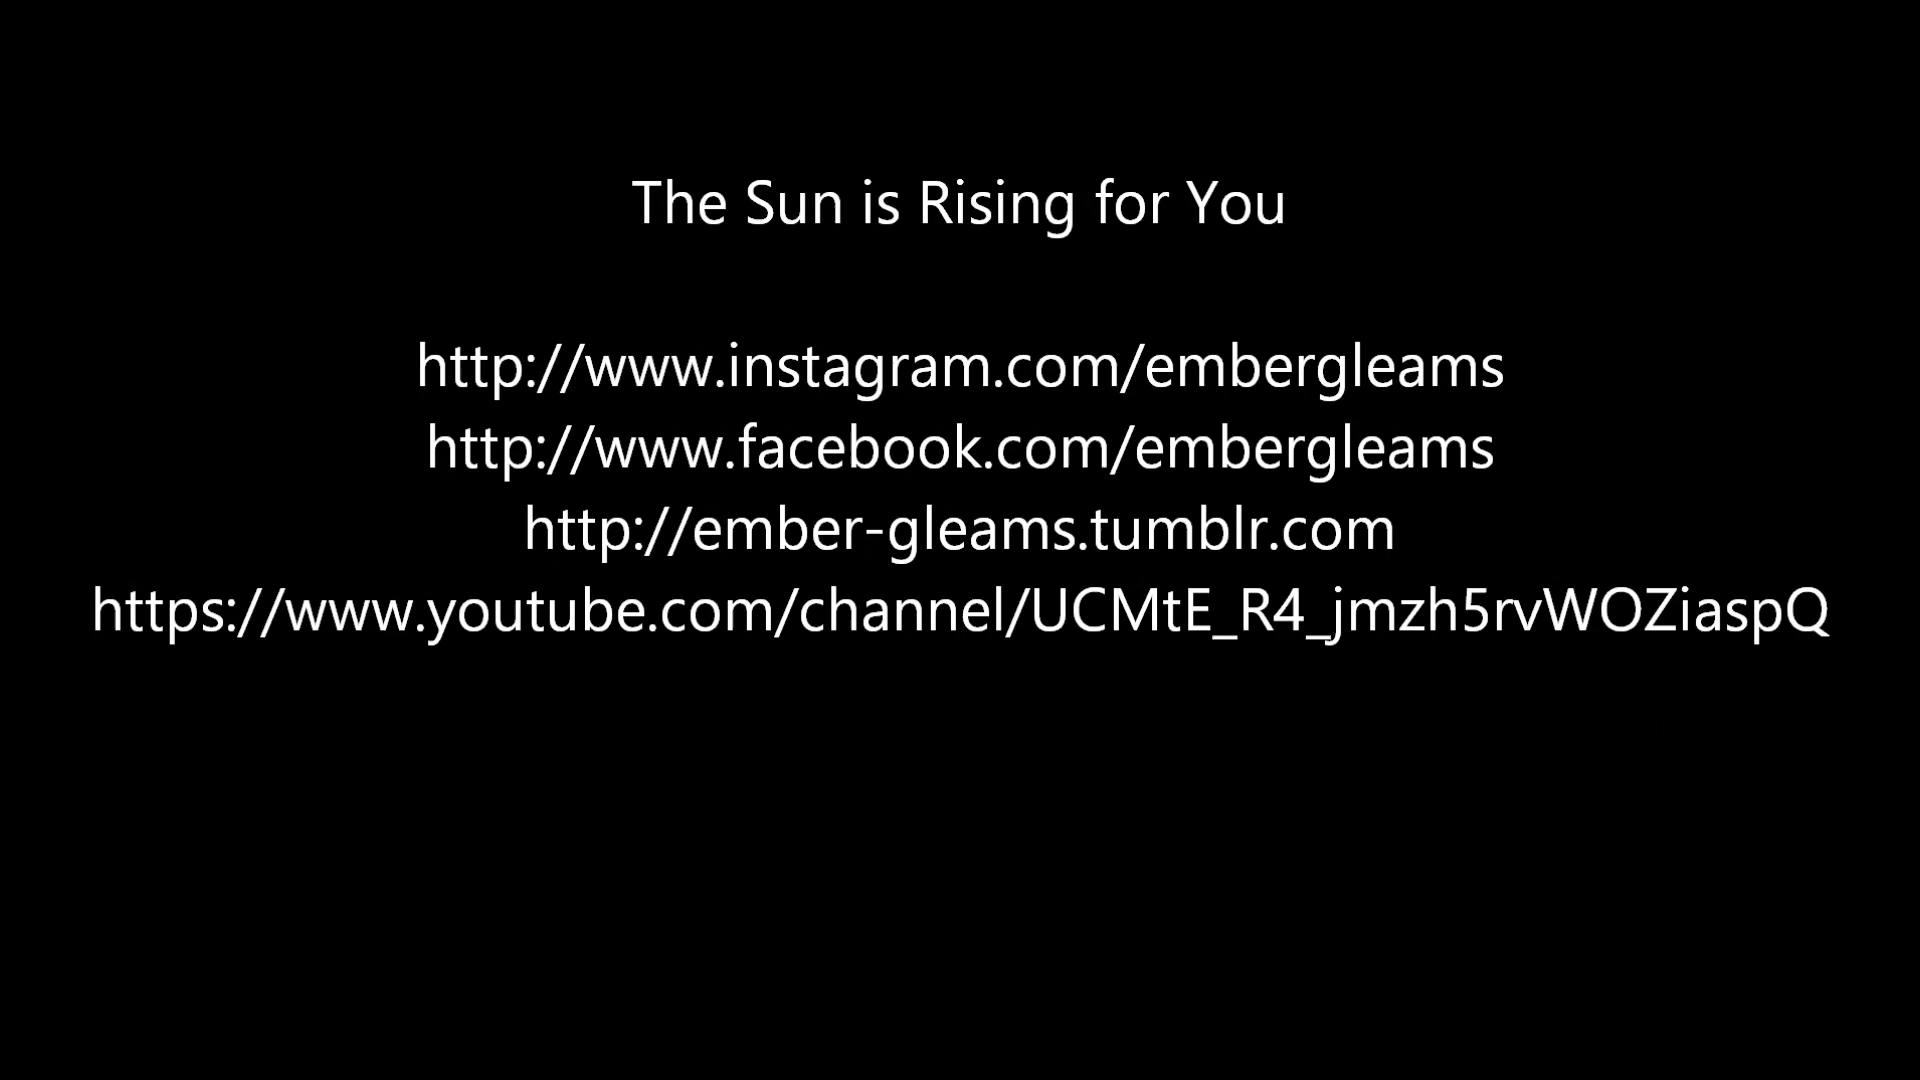 The Sun is Rising for You
http://www.instagram.com/embergleams
http://www.facebook.com/embergleams
http://ember-gleams.tumblr.com
https://www.youtube.com/channel/UCMtE_R4_jmzh5rvWOZiaspQ